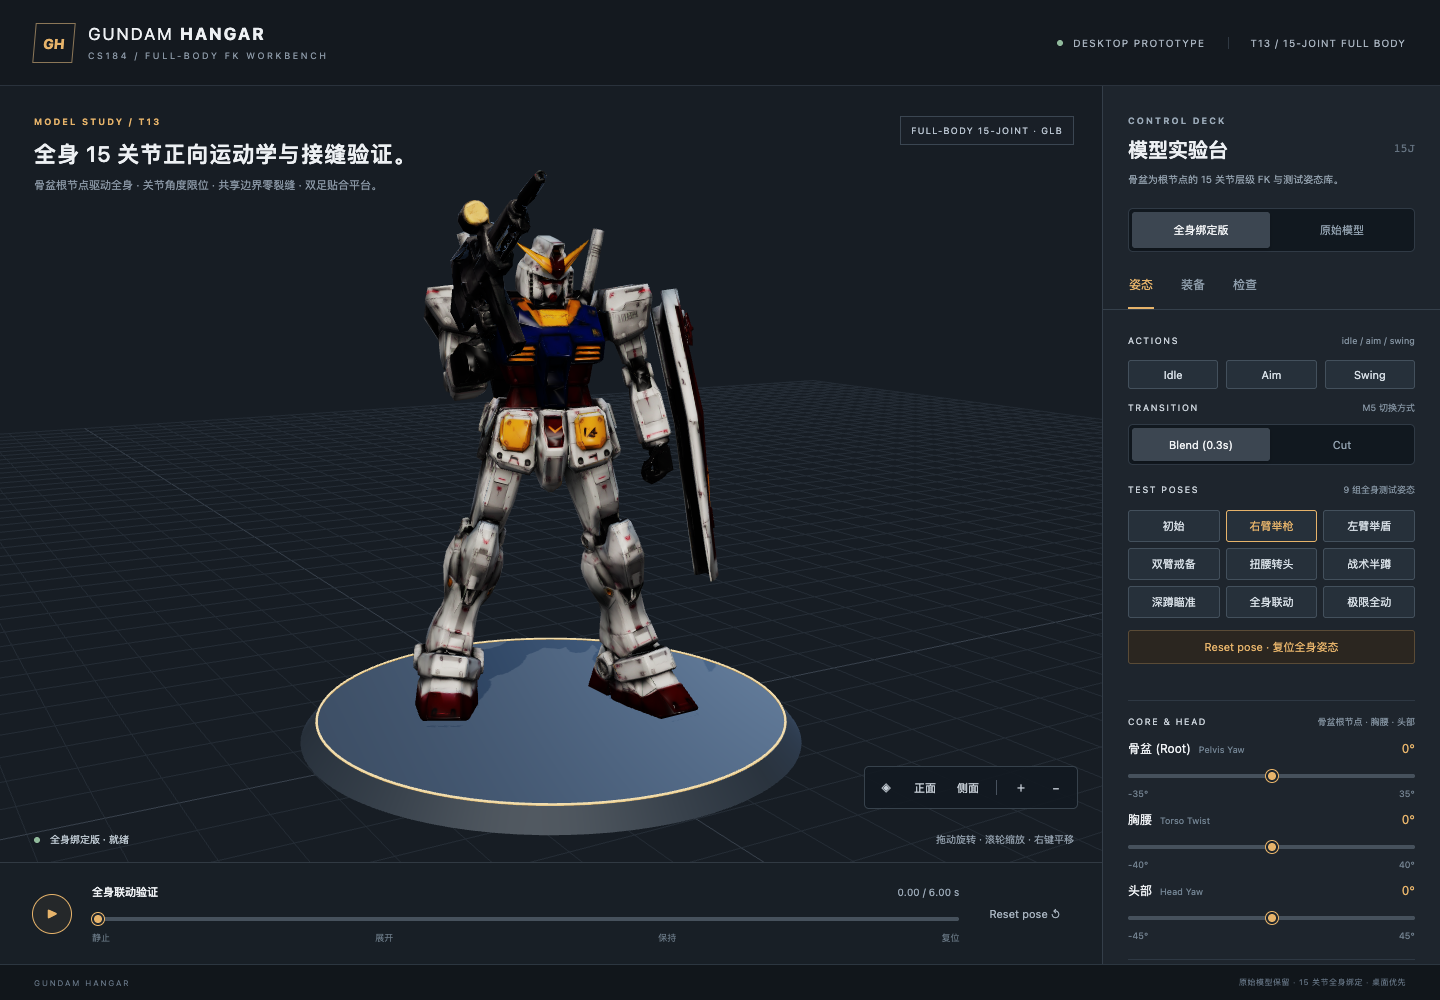 GH
GUNDAM HANGAR
CS184 / FULL-BODY FK WORKBENCH
DESKTOP PROTOTYPE
T13 / 15-JOINT FULL BODY
MODEL STUDY / T13
全身 15 关节正向运动学与接缝验证。
骨盆根节点驱动全身 · 关节角度限位 · 共享边界零裂缝 · 双足贴合平台。
FULL-BODY 15-JOINT · GLB
14
◈ 正面 侧面 + −
全身绑定版 · 就绪
拖动旋转 · 滚轮缩放 · 右键平移
全身联动验证
0.00 / 6.00 s
静止 展开 保持 复位
Reset pose ↺
CONTROL DECK
模型实验台
15J
骨盆为根节点的 15 关节层级 FK 与测试姿态库。
全身绑定版 原始模型
姿态 装备 检查
ACTIONS
idle / aim / swing
Idle Aim Swing
TRANSITION
M5 切换方式
Blend (0.3s) Cut
TEST POSES
9 组全身测试姿态
初始 右臂举枪 左臂举盾
双臂戒备 扭腰转头 战术半蹲
深蹲瞄准 全身联动 极限全动
Reset pose · 复位全身姿态
CORE & HEAD
骨盆根节点 · 胸腰 · 头部
骨盆 (Root) Pelvis Yaw 0°
-35° 35°
胸腰 Torso Twist 0°
-40° 40°
头部 Head Yaw 0°
-45° 45°
GUNDAM HANGAR
原始模型保留 · 15 关节全身绑定 · 桌面优先